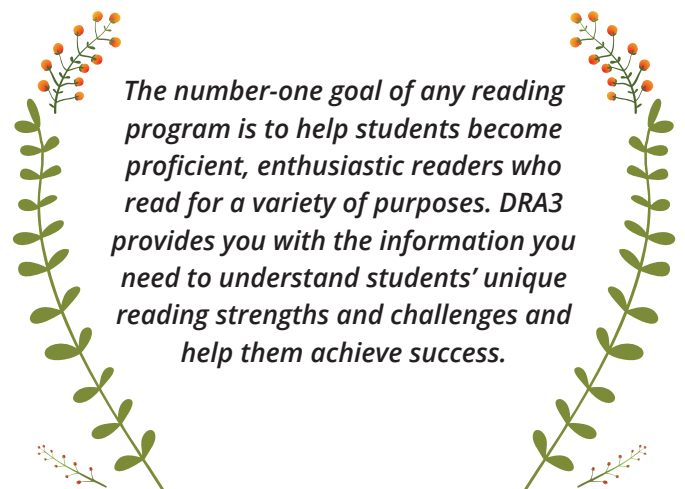 The number-one goal of any reading
program is to help students become
proficient, enthusiastic readers who
read for a variety of purposes. DRA3
provides you with the information you
need to understand students’ unique
reading strengths and challenges and
help them achieve success.